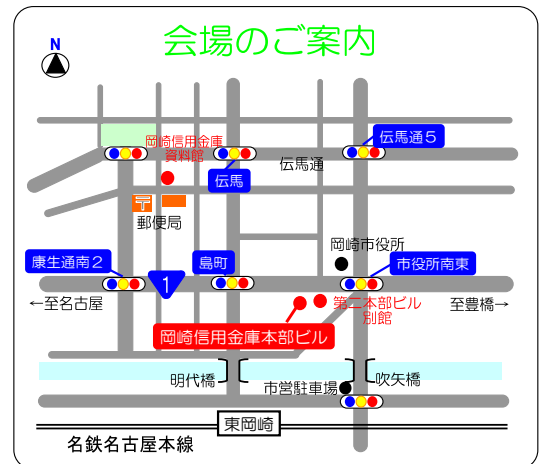 会場のご案内
N
岡崎信用金庫
資料館
伝馬通5
伝馬
伝馬通
〒
郵便局
岡崎市役所
康生通南2
島町
市役所南東
1
←至名古屋
第二本部ビル
別館
至豊橋→
岡崎信用金庫本部ビル
明代橋
市営駐車場
吹矢橋
東岡崎
名鉄名古屋本線